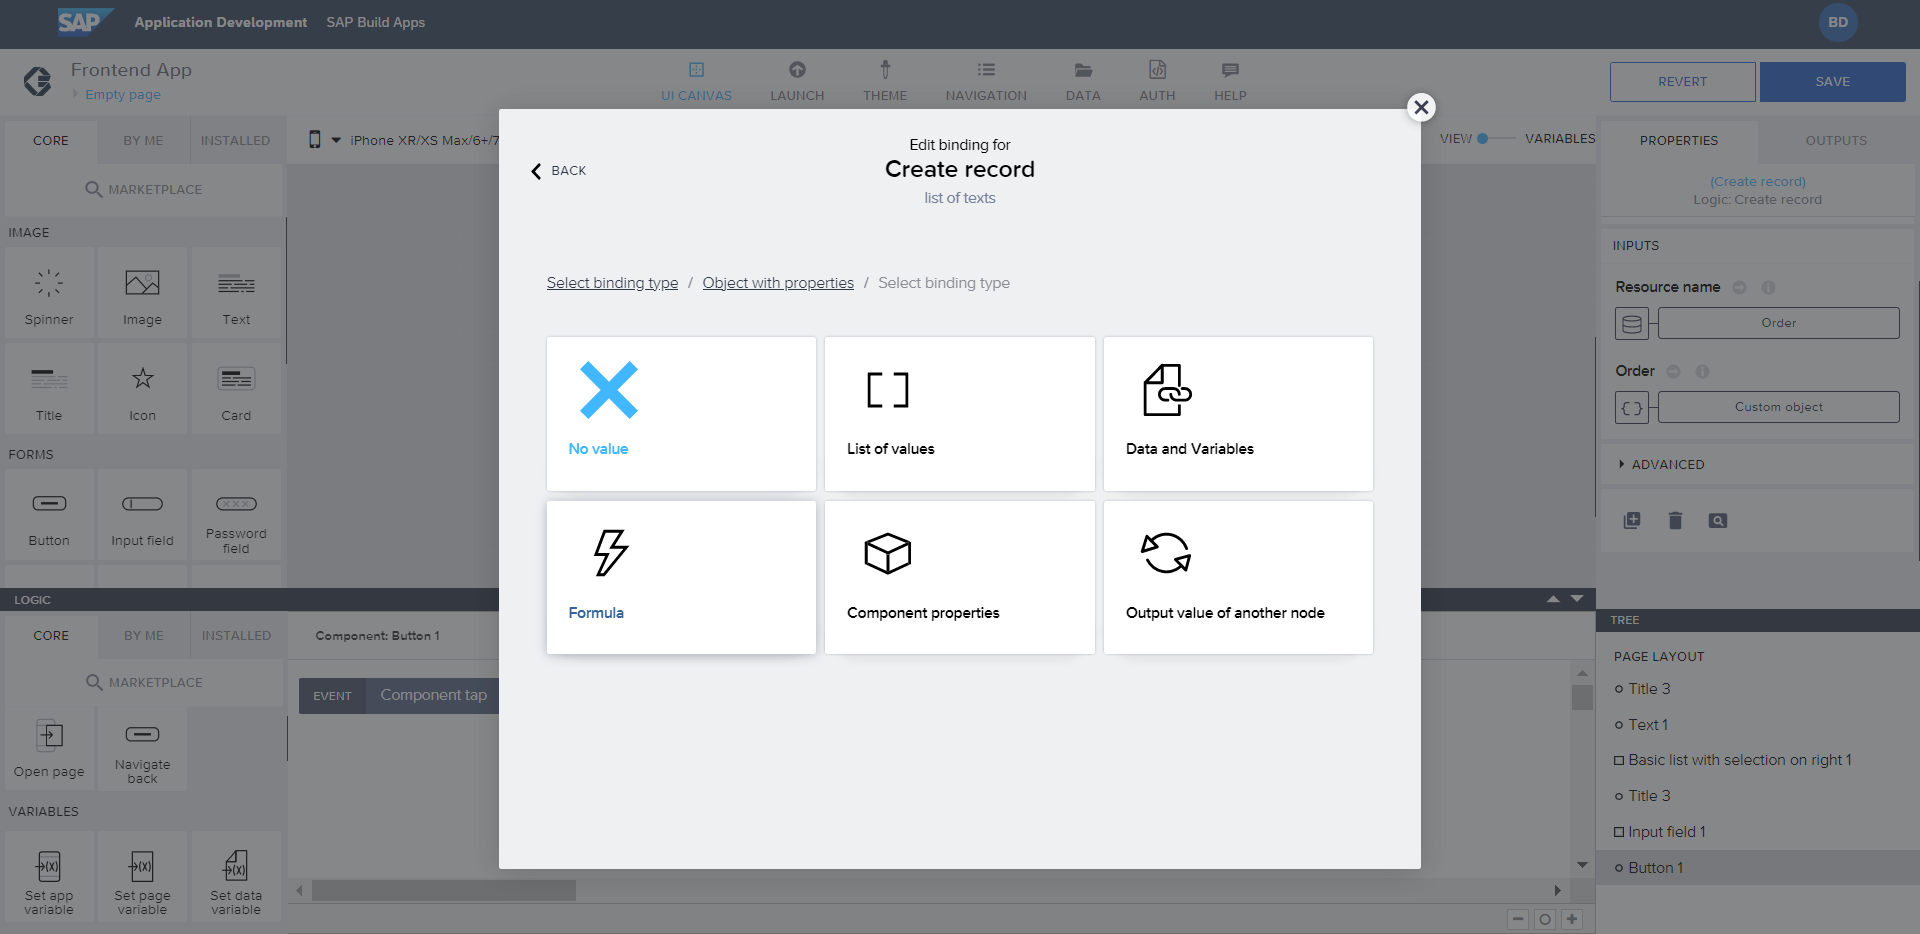 SAP Application Development SAP Build Apps BD
Frontend App
Empty page
UI CANVAS LAUNCH THEME NAVIGATION DATA AUTH HELP
REVERT SAVE
CORE BY ME INSTALLED
iPhone XR/XS Max/6+/7
VIEW VARIABLES
PROPERTIES OUTPUTS
MARKETPLACE
IMAGE
Spinner Image Text
Title Icon Card
FORMS
Button Input field Password
field
Edit binding for
Create record
list of texts
BACK
Select binding type / Object with properties / Select binding type
No value
List of values
Data and Variables
Formula
Component properties
Output value of another node
(Create record)
Logic: Create record
INPUTS
Resource name
Order
Order
Custom object
ADVANCED
LOGIC
CORE BY ME INSTALLED
MARKETPLACE
Component: Button 1
EVENT Component tap
Open page Navigate
back
VARIABLES
Set app
variable
Set page
variable
Set data
variable
TREE
PAGE LAYOUT
Title 3
Text 1
Basic list with selection on right 1
Title 3
Input field 1
Button 1